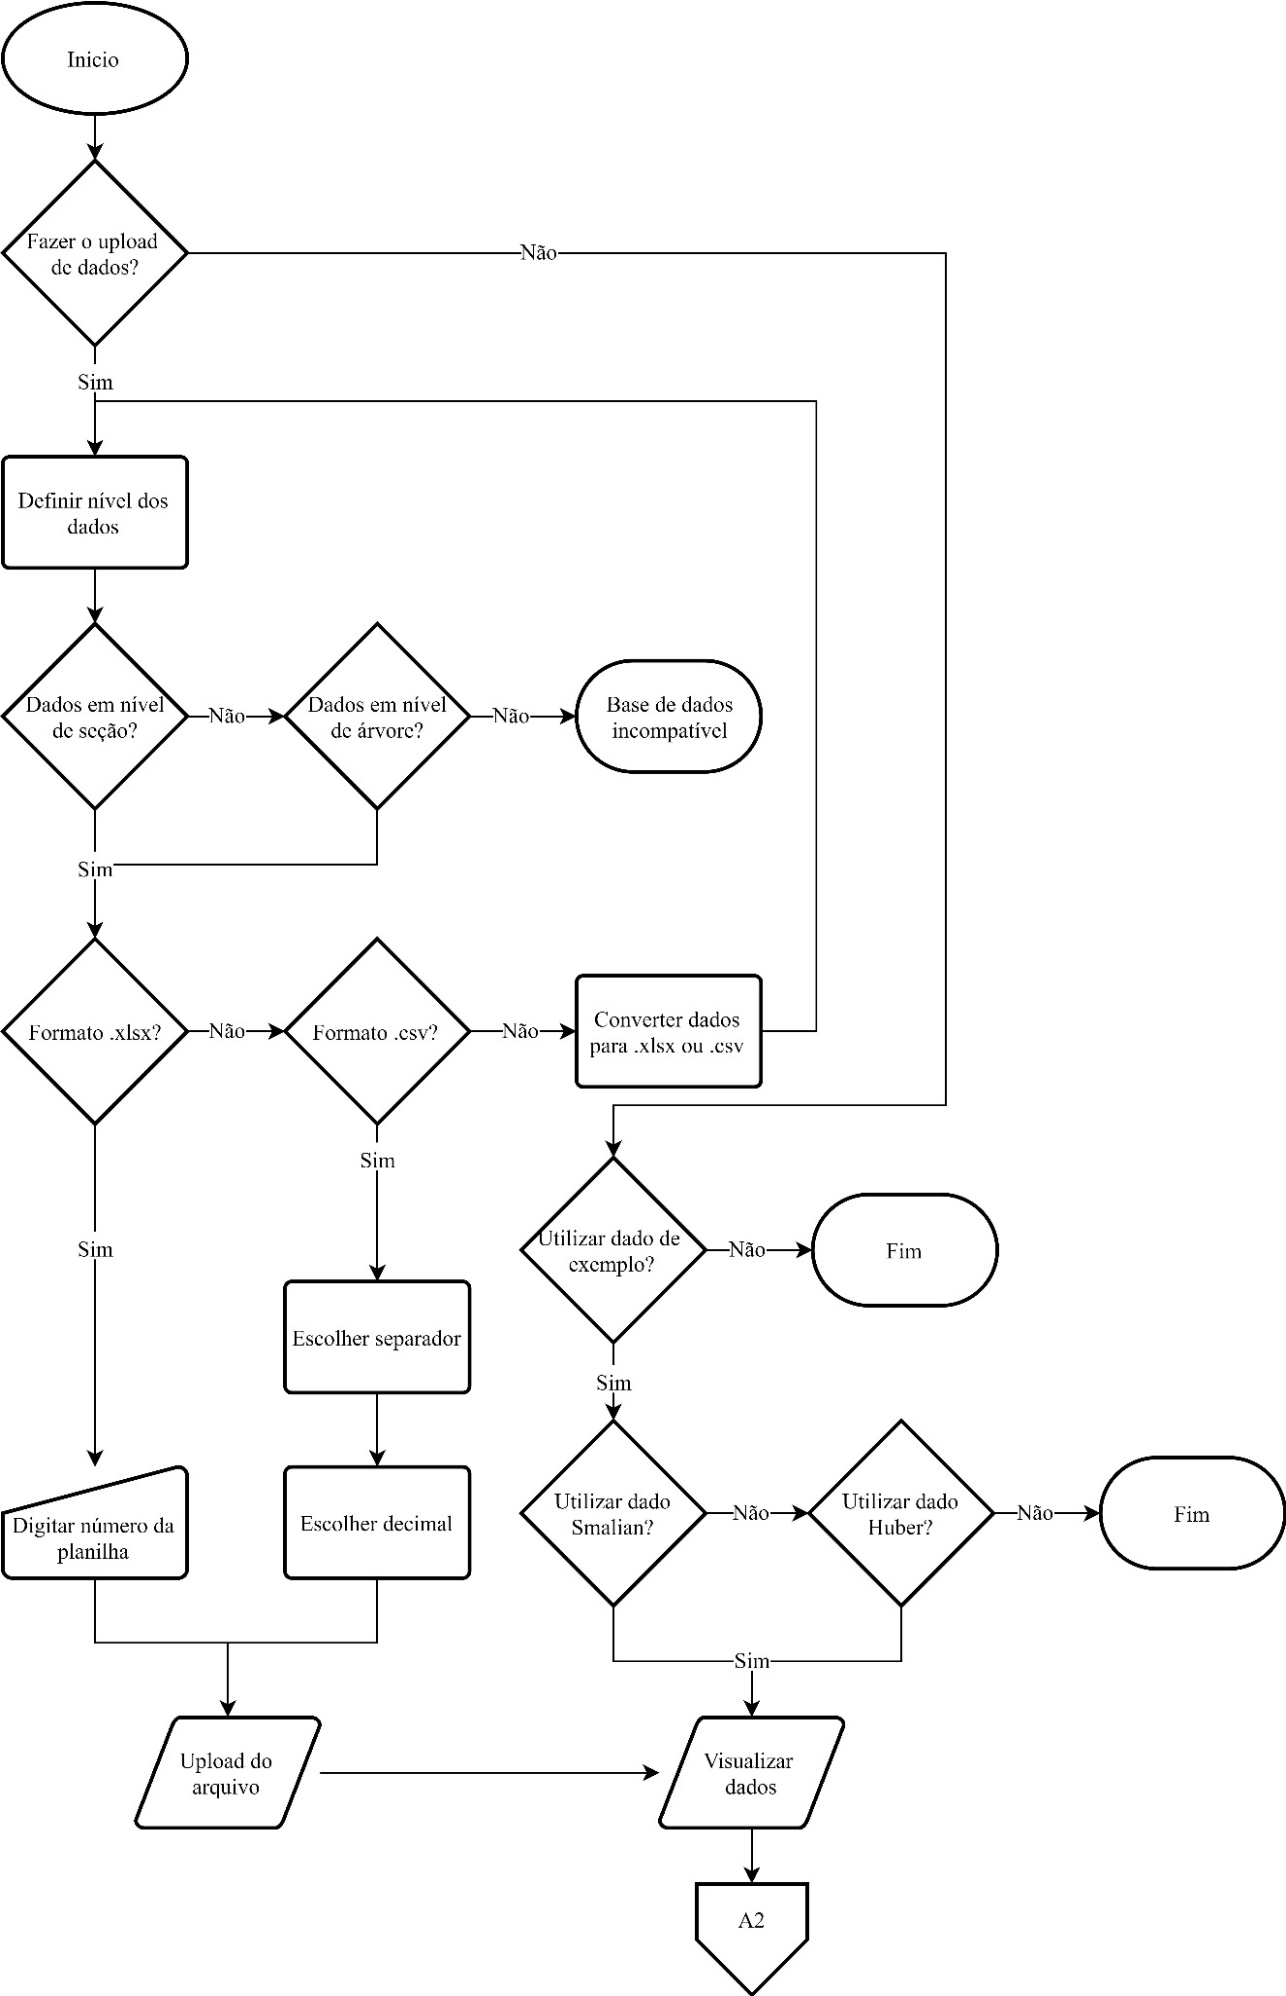 Inicio
Fazer o upload
de dados?
Não
Sim
Definir nível dos
dados
Dados em nível
de seção?
Não
Dados em nível
de árvore?
Não
Base de dados
incompatível
Sim
Formato .xlsx?
Não
Formato .csv?
Não
Converter dados
para .xlsx ou .csv
Sim
Sim
Utilizar dado de
exemplo?
Não
Fim
Escolher separador
Sim
Utilizar dado
Smalian?
Não
Utilizar dado
Huber?
Não
Fim
Digitar número da
planilha
Escolher decimal
Sim
Upload do
arquivo
Visualizar
dados
A2